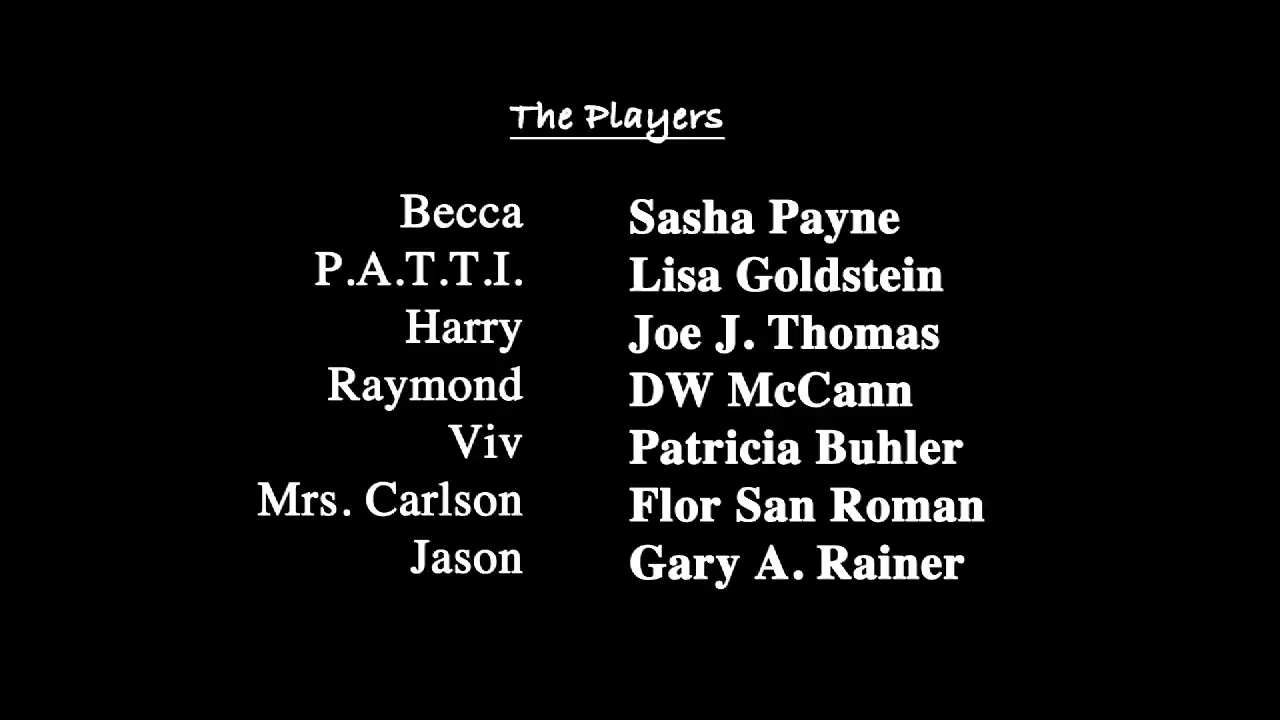 The Players
Becca Sasha Payne
P.A.T.T.I. Lisa Goldstein
Harry Joe J. Thomas
Raymond DW McCann
Viv Patricia Buhler
Mrs. Carlson Flor San Roman
Jason Gary A. Rainer